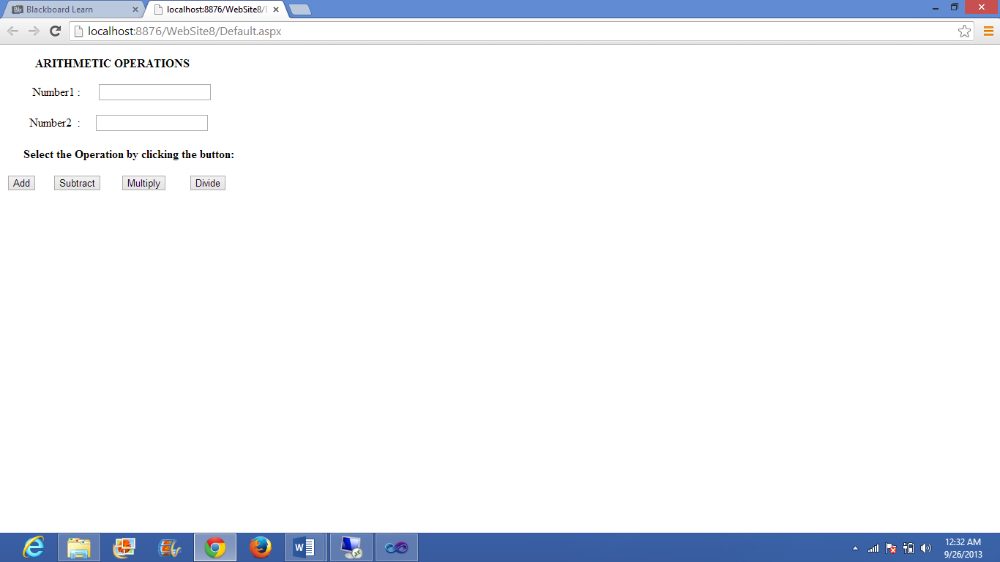 Blackboard Learn
localhost:8876/WebSite8/
localhost:8876/WebSite8/Default.aspx
ARITHMETIC OPERATIONS
Number1 :
Number2 :
Select the Operation by clicking the button:
Add Subtract Multiply Divide
12:32 AM
9/26/2013